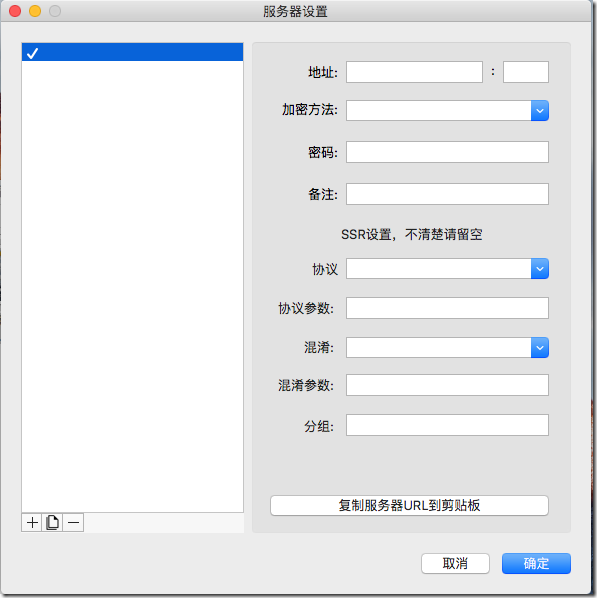 服务器设置
地址:
:
加密方法:
密码:
备注:
SSR设置，不清楚请留空
协议
协议参数:
混淆:
混淆参数:
分组:
复制服务器URL到剪贴板
取消
确定